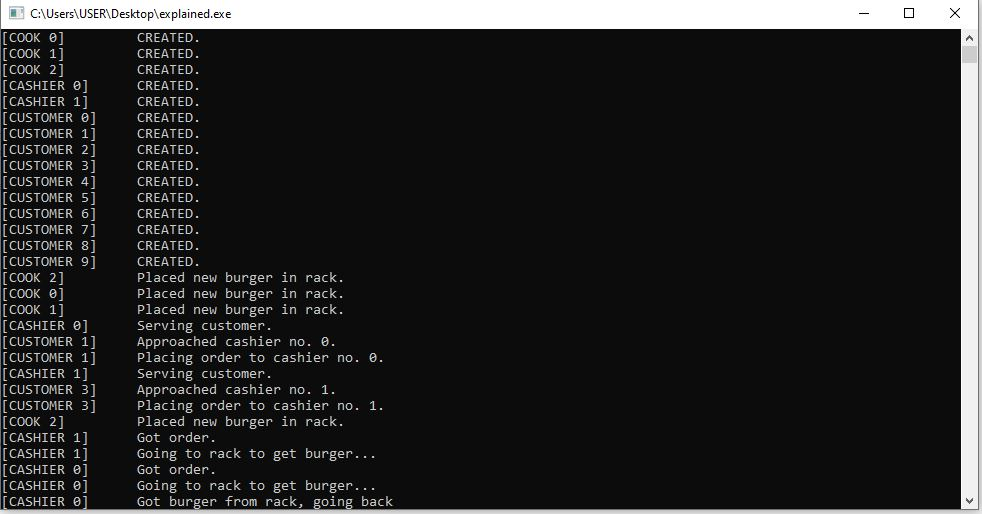 C:\Users\USER\Desktop\explained.exe
[COOK 0] CREATED.
[COOK 1] CREATED.
[COOK 2] CREATED.
[CASHIER 0] CREATED.
[CASHIER 1] CREATED.
[CUSTOMER 0] CREATED.
[CUSTOMER 1] CREATED.
[CUSTOMER 2] CREATED.
[CUSTOMER 3] CREATED.
[CUSTOMER 4] CREATED.
[CUSTOMER 5] CREATED.
[CUSTOMER 6] CREATED.
[CUSTOMER 7] CREATED.
[CUSTOMER 8] CREATED.
[CUSTOMER 9] CREATED.
[COOK 2] Placed new burger in rack.
[COOK 0] Placed new burger in rack.
[COOK 1] Placed new burger in rack.
[CASHIER 0] Serving customer.
[CUSTOMER 1] Approached cashier no. 0.
[CUSTOMER 1] Placing order to cashier no. 0.
[CASHIER 1] Serving customer.
[CUSTOMER 3] Approached cashier no. 1.
[CUSTOMER 3] Placing order to cashier no. 1.
[COOK 2] Placed new burger in rack.
[CASHIER 1] Got order.
[CASHIER 1] Going to rack to get burger...
[CASHIER 0] Got order.
[CASHIER 0] Going to rack to get burger...
[CASHIER 0] Got burger from rack, going back